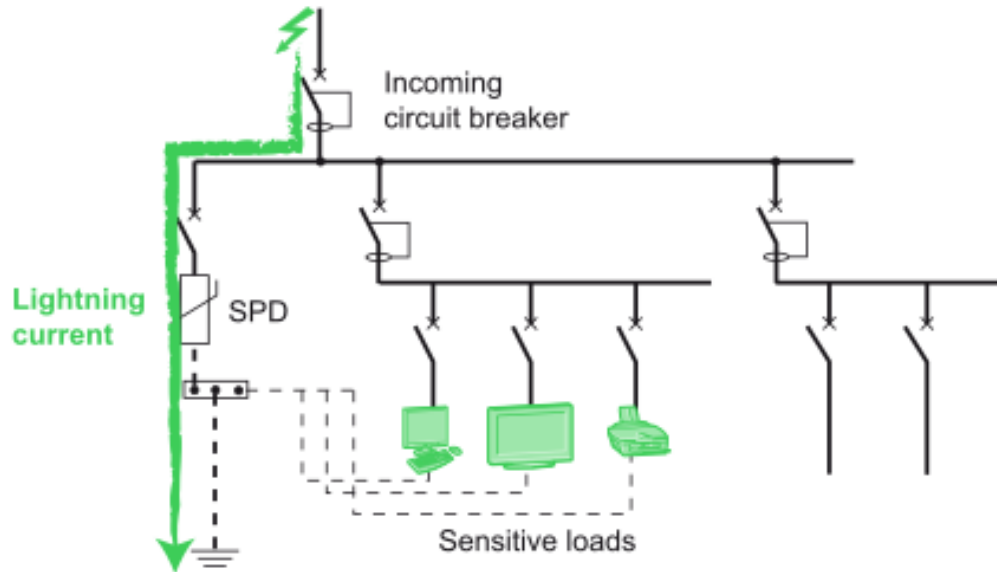 Incoming
circuit breaker
Lightning
current
SPD
Sensitive loads